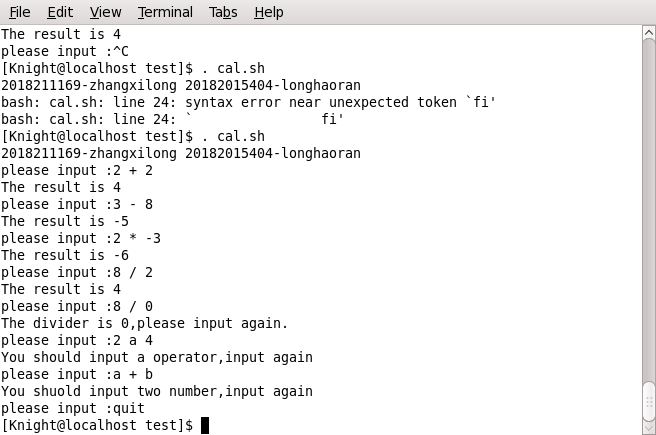 File Edit View Terminal Tabs Help
The result is 4
please input :^C
[Knight@localhost test]$ . cal.sh
2018211169-zhangxilong 20182015404-longhaoran
bash: cal.sh: line 24: syntax error near unexpected token `fi'
bash: cal.sh: line 24: `                fi'
[Knight@localhost test]$ . cal.sh
2018211169-zhangxilong 20182015404-longhaoran
please input :2 + 2
The result is 4
please input :3 - 8
The result is -5
please input :2 * -3
The result is -6
please input :8 / 2
The result is 4
please input :8 / 0
The divider is 0,please input again.
please input :2 a 4
You should input a operator,input again
please input :a + b
You shuold input two number,input again
please input :quit
[Knight@localhost test]$